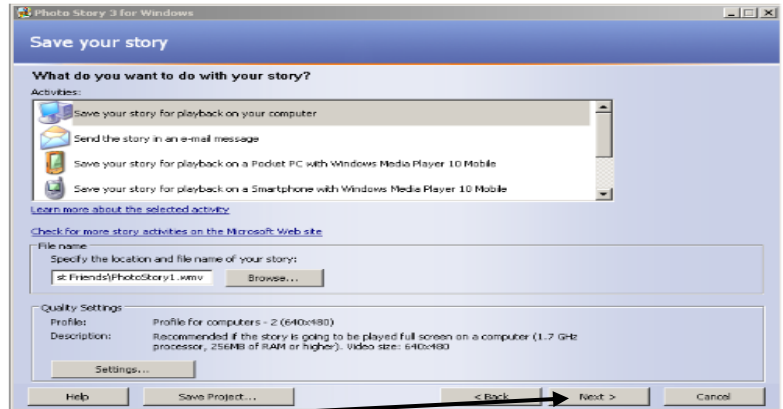 Photo Story 3 for Windows
Save your story
What do you want to do with your story?
Activities:
Save your story for playback on your computer
Send the story in an e-mail message
Save your story for playback on a Pocket PC with Windows Media Player 10 Mobile
Save your story for playback on a Smartphone with Windows Media Player 10 Mobile
Learn more about the selected activity
Check for more story activities on the Microsoft Web site
File name
Specify the location and file name of your story:
st Friends\PhotoStory1.wmv Browse...
Quality Settings
Profile: Profile for computers - 2 (640x480)
Description: Recommended if the story is going to be played full screen on a computer (1.7 GHz
processor, 256MB of RAM or higher). Video size: 640x480
Settings...
Help Save Project... < Back Next > Cancel